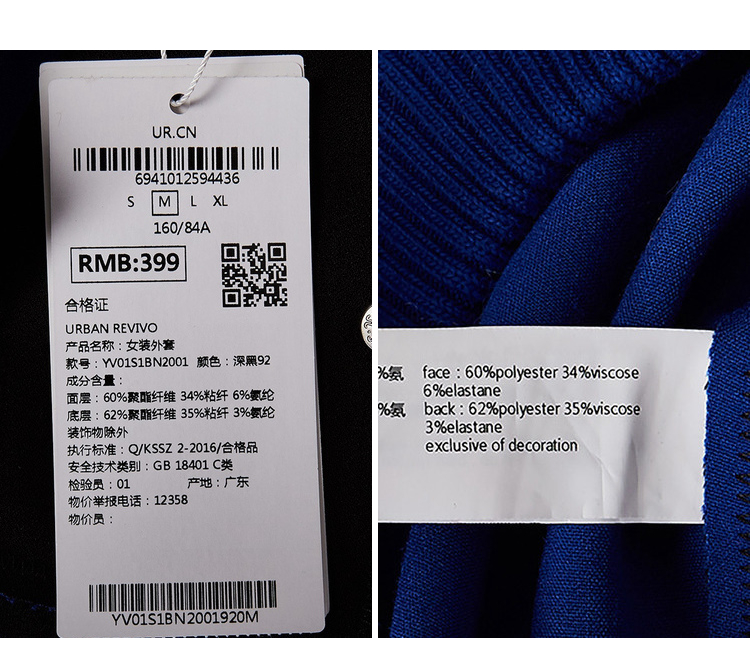 UR.CN
6941012594436
S M L XL
160/84A
RMB:399
合格证
URBAN REVIVO
产品名称：女装外套
款号：YV01S1BN2001 颜色：深黑92
成分含量：
面层：60%聚酯纤维 34%粘纤 6%氨纶
底层：62%聚酯纤维 35%粘纤 3%氨纶
装饰物除外
执行标准：Q/KSSZ 2-2016/合格品
安全技术类别：GB 18401 C类
检验员：01 产地：广东
物价举报电话：12358
物价员：
YV01S1BN2001920M
%氨 face : 60%polyester 34%viscose
6%elastane
%氨 back : 62%polyester 35%viscose
3%elastane
exclusive of decoration